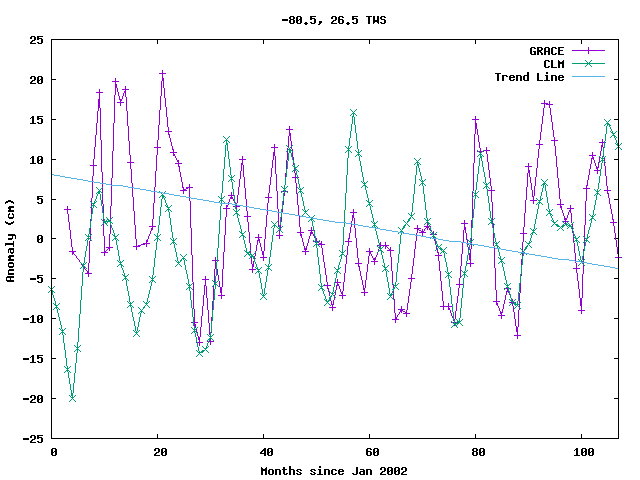 -80.5, 26.5 TWS
GRACE
CLM
Trend Line
25
20
15
10
5
0
-5
-10
-15
-20
-25
Anomaly (cm)
0 20 40 60 80 100
Months since Jan 2002